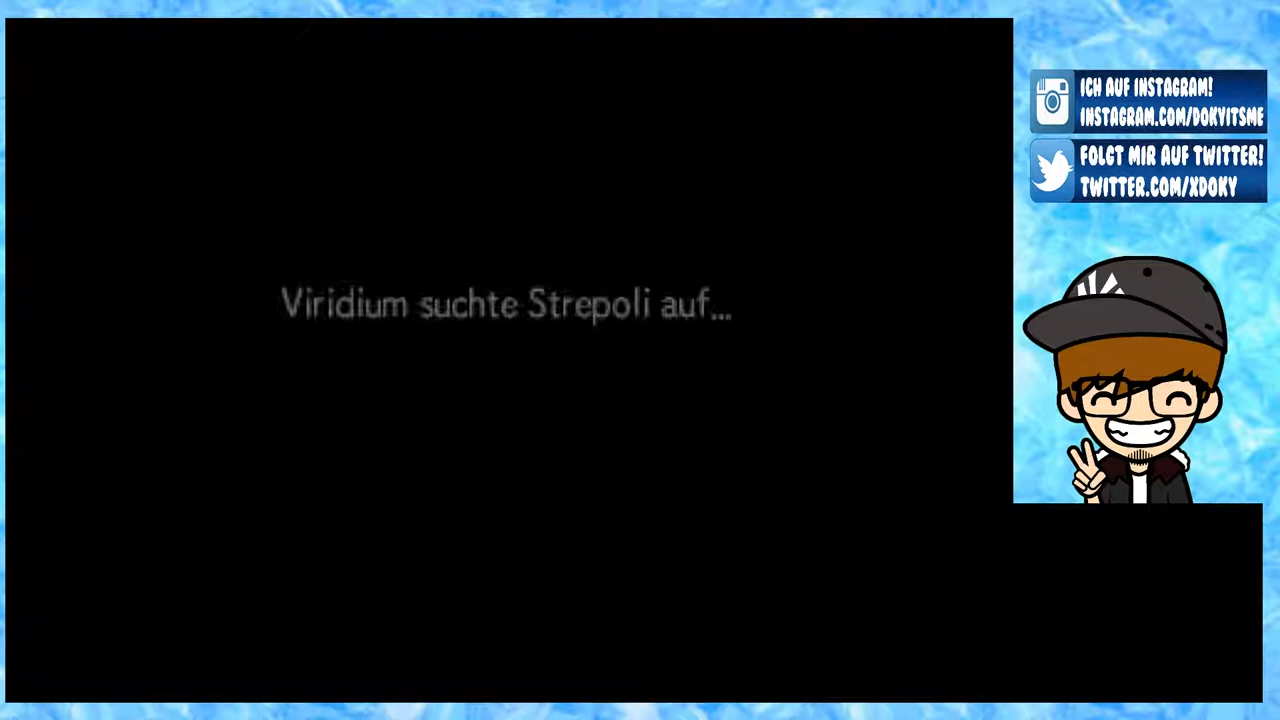 ICH AUF INSTAGRAM!
INSTAGRAM.COM/DOKYITSME
FOLGT MIR AUF TWITTER!
TWITTER.COM/XDOKY
Viridium suchte Strepoli auf...